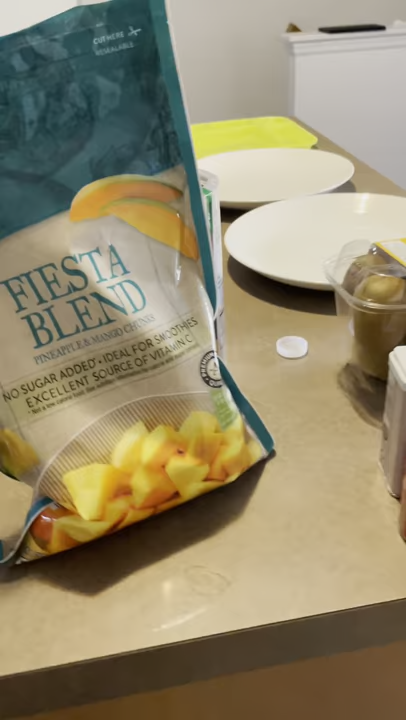 CUT HERE
RESEALABLE
FIESTA
BLEND
PINEAPPLE & MANGO CHUNKS
NO SUGAR ADDED* • IDEAL FOR SMOOTHIES
EXCELLENT SOURCE OF VITAMIN C